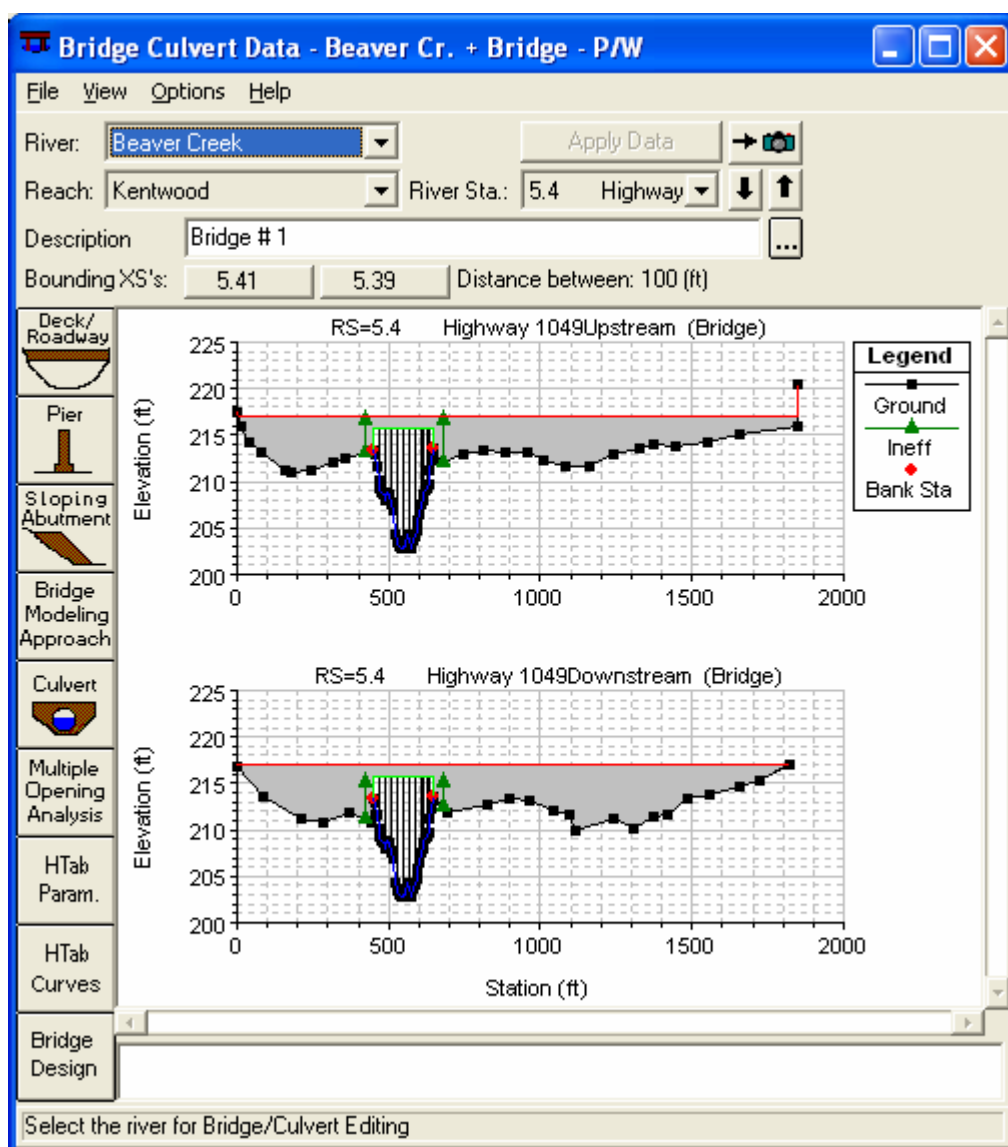 Bridge Culvert Data - Beaver Cr. + Bridge - P/W
File View Options Help
River: Beaver Creek Apply Data
Reach: Kentwood River Sta.: 5.4 Highway
Description Bridge # 1 ...
Bounding XS's: 5.41 5.39 Distance between: 100 (ft)
Deck/
Roadway
Pier
Sloping
Abutment
Bridge
Modeling
Approach
Culvert
Multiple
Opening
Analysis
HTab
Param.
HTab
Curves
Bridge
Design
RS=5.4 Highway 1049Upstream (Bridge)
Elevation (ft)
225
220
215
210
205
200
0 500 1000 1500 2000
Legend
Ground
Ineff
Bank Sta
RS=5.4 Highway 1049Downstream (Bridge)
Elevation (ft)
225
220
215
210
205
200
0 500 1000 1500 2000
Station (ft)
Select the river for Bridge/Culvert Editing